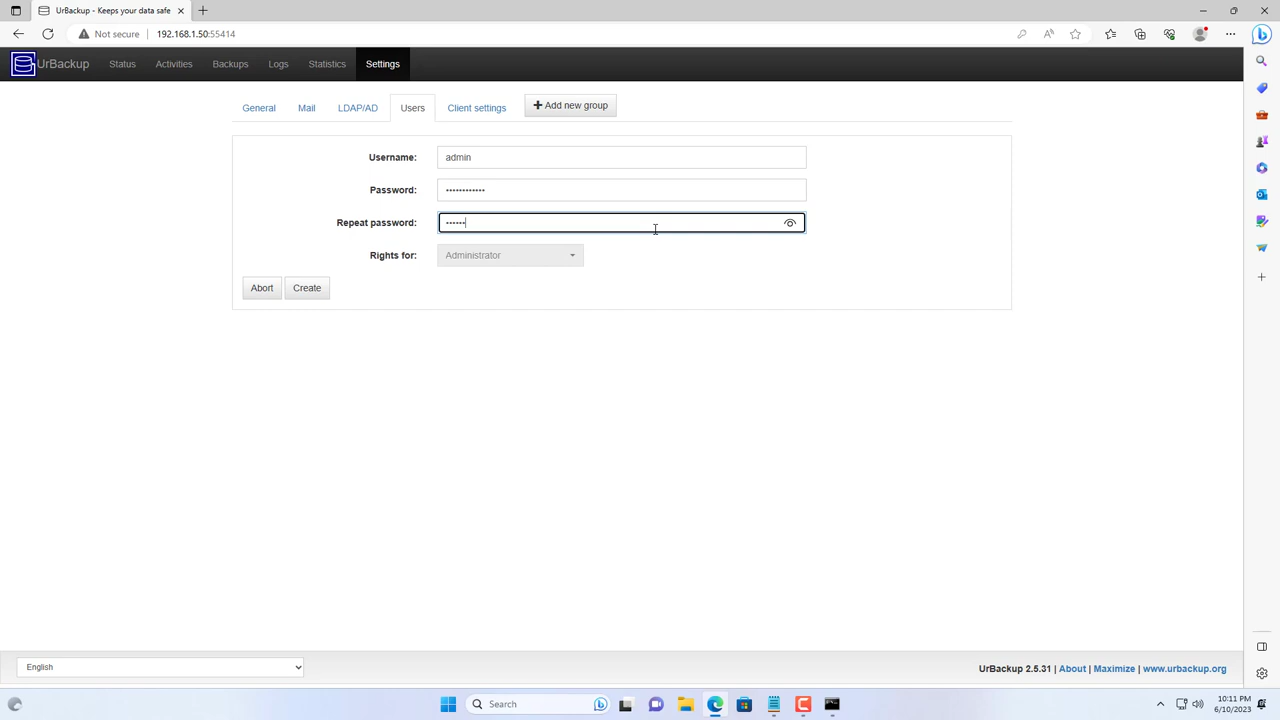 UrBackup - Keeps your data safe
Not secure
192.168.1.50:55414
UrBackup
Status
Activities
Backups
Logs
Statistics
Settings
General
Mail
LDAP/AD
Users
Client settings
Add new group
Username:
admin
Password:
••••••••••••
Repeat password:
••••••
Rights for:
Administrator
Abort
Create
English
UrBackup 2.5.31 | About | Maximize | www.urbackup.org
Search
10:11 PM
6/10/2023